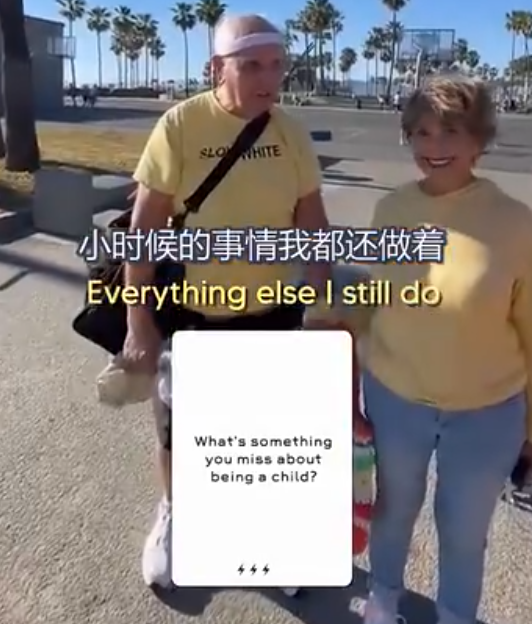 SLOW WHITE
小时候的事情我都还做着
Everything else I still do
What's something
you miss about
being a child?